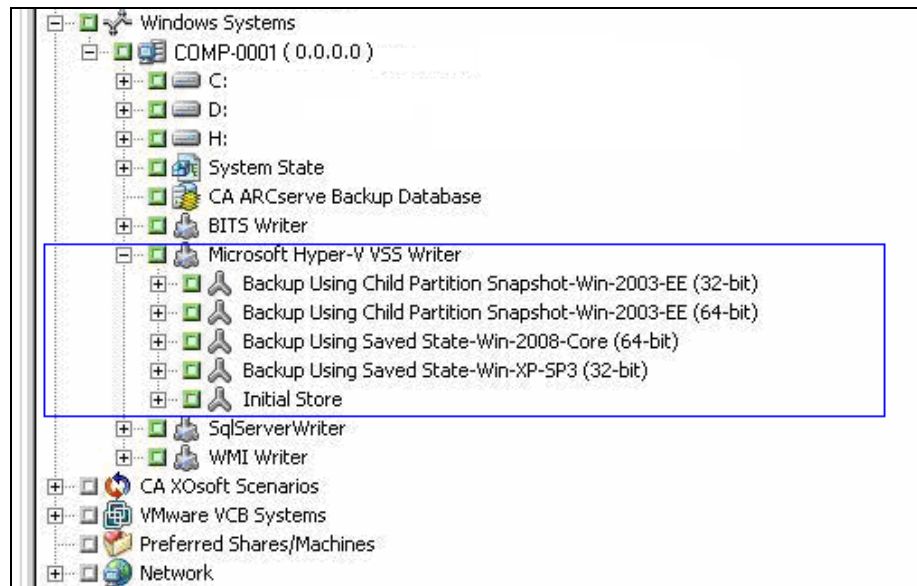 Windows Systems
COMP-0001 ( 0.0.0.0 )
C:
D:
H:
System State
CA ARCserve Backup Database
BITS Writer
Microsoft Hyper-V VSS Writer
Backup Using Child Partition Snapshot-Win-2003-EE (32-bit)
Backup Using Child Partition Snapshot-Win-2003-EE (64-bit)
Backup Using Saved State-Win-2008-Core (64-bit)
Backup Using Saved State-Win-XP-SP3 (32-bit)
Initial Store
SqlServerWriter
WMI Writer
CA XOsoft Scenarios
VMware VCB Systems
Preferred Shares/Machines
Network